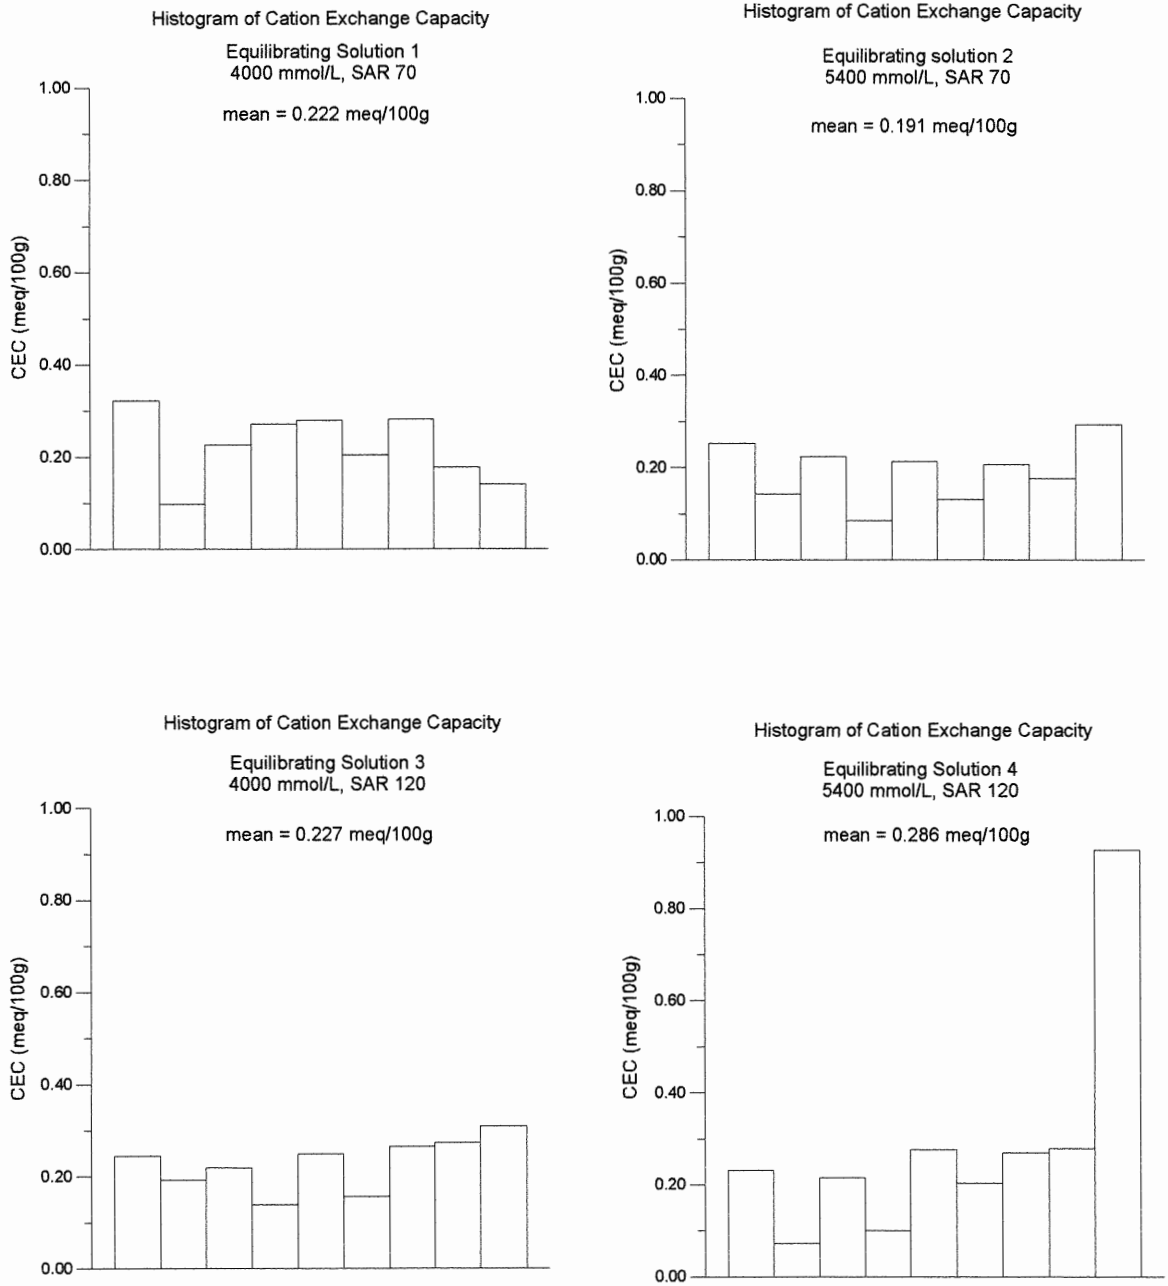 Histogram of Cation Exchange Capacity
Equilibrating Solution 1
4000 mmol/L, SAR 70
mean = 0.222 meq/100g
1.00
0.80
0.60
0.40
0.20
0.00
CEC (meq/100g)
Histogram of Cation Exchange Capacity
Equilibrating solution 2
5400 mmol/L, SAR 70
mean = 0.191 meq/100g
1.00
0.80
0.60
0.40
0.20
0.00
CEC (meq/100g)
Histogram of Cation Exchange Capacity
Equilibrating Solution 3
4000 mmol/L, SAR 120
mean = 0.227 meq/100g
1.00
0.80
0.60
0.40
0.20
0.00
CEC (meq/100g)
Histogram of Cation Exchange Capacity
Equilibrating Solution 4
5400 mmol/L, SAR 120
mean = 0.286 meq/100g
1.00
0.80
0.60
0.40
0.20
0.00
CEC (meq/100g)